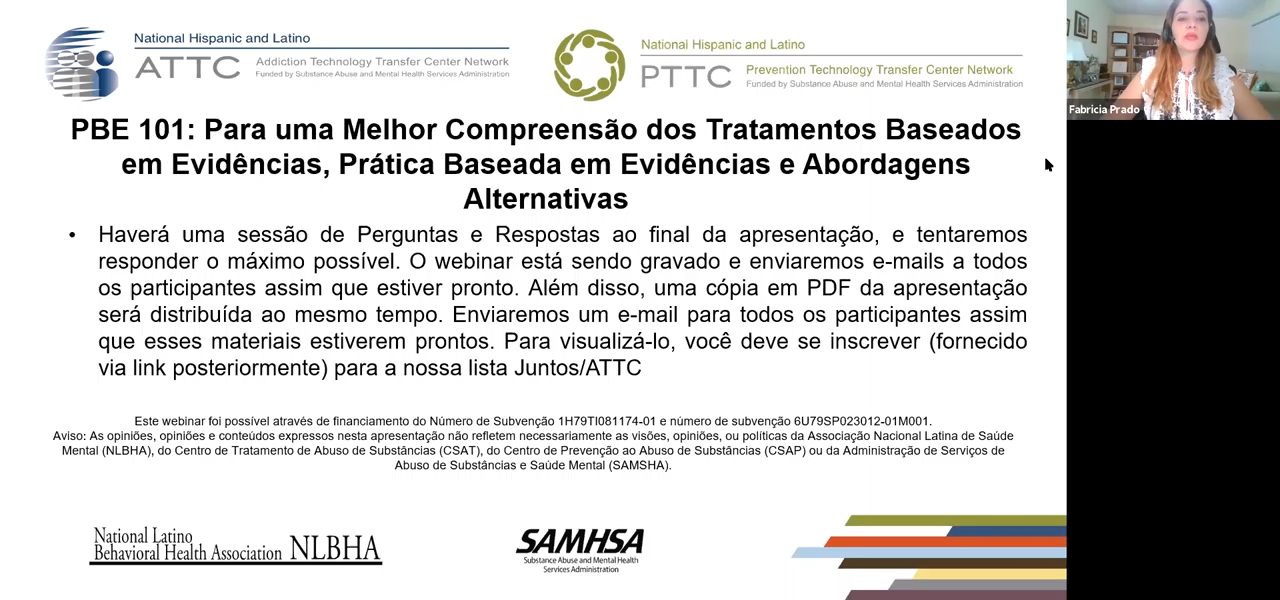 National Hispanic and Latino
ATTC Addiction Technology Transfer Center Network
Funded by Substance Abuse and Mental Health Services Administration
National Hispanic and Latino
PTTC Prevention Technology Transfer Center Network
Funded by Substance Abuse and Mental Health Services Administration
Fabricia Prado
PBE 101: Para uma Melhor Compreensão dos Tratamentos Baseados
em Evidências, Prática Baseada em Evidências e Abordagens
Alternativas
• Haverá uma sessão de Perguntas e Respostas ao final da apresentação, e tentaremos
responder o máximo possível. O webinar está sendo gravado e enviaremos e-mails a todos
os participantes assim que estiver pronto. Além disso, uma cópia em PDF da apresentação
será distribuída ao mesmo tempo. Enviaremos um e-mail para todos os participantes assim
que esses materiais estiverem prontos. Para visualizá-lo, você deve se inscrever (fornecido
via link posteriormente) para a nossa lista Juntos/ATTC
Este webinar foi possível através de financiamento do Número de Subvenção 1H79TI081174-01 e número de subvenção 6U79SP023012-01M001.
Aviso: As opiniões, opiniões e conteúdos expressos nesta apresentação não refletem necessariamente as visões, opiniões, ou políticas da Associação Nacional Latina de Saúde
Mental (NLBHA), do Centro de Tratamento de Abuso de Substâncias (CSAT), do Centro de Prevenção ao Abuso de Substâncias (CSAP) ou da Administração de Serviços de
Abuso de Substâncias e Saúde Mental (SAMSHA).
National Latino
Behavioral Health Association NLBHA
SAMHSA
Substance Abuse and Mental Health
Services Administration